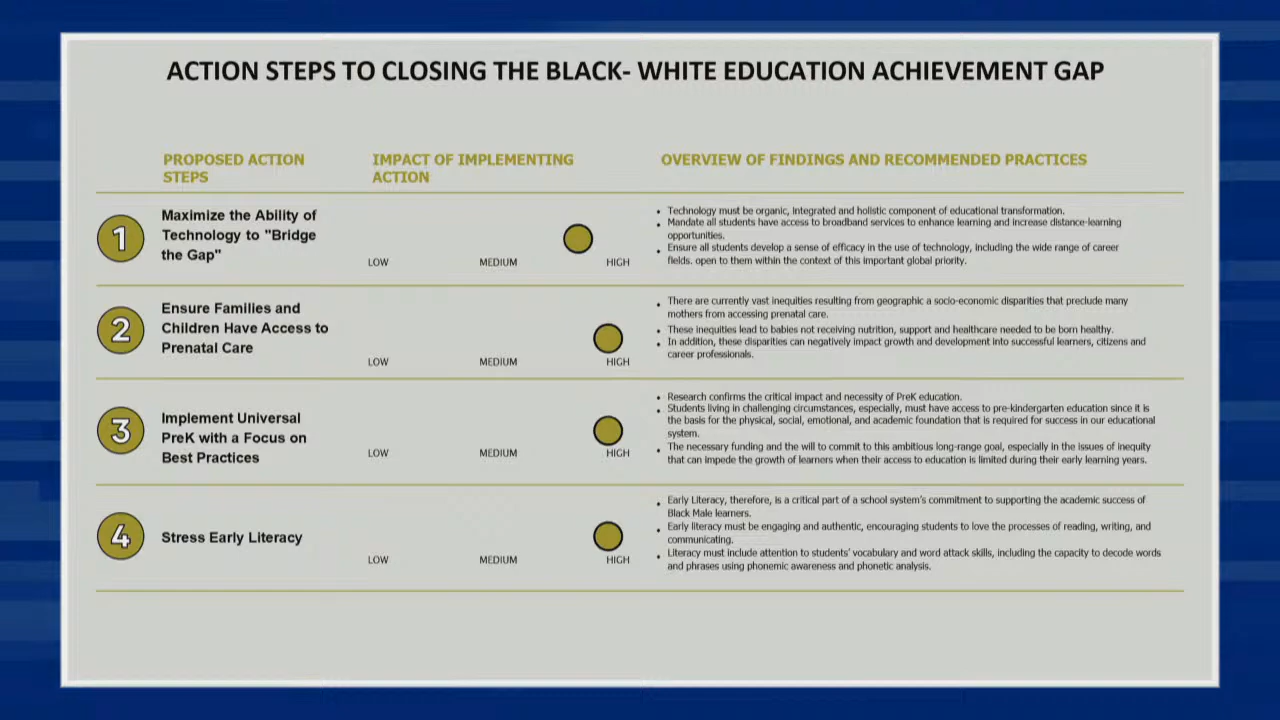 ACTION STEPS TO CLOSING THE BLACK- WHITE EDUCATION ACHIEVEMENT GAP
PROPOSED ACTION
STEPS
IMPACT OF IMPLEMENTING
ACTION
OVERVIEW OF FINDINGS AND RECOMMENDED PRACTICES
1
Maximize the Ability of
Technology to "Bridge
the Gap"
LOW
MEDIUM
HIGH
• Technology must be organic, integrated and holistic component of educational transformation.
• Mandate all students have access to broadband services to enhance learning and increase distance-learning
opportunities.
• Ensure all students develop a sense of efficacy in the use of technology, including the wide range of career
fields. open to them within the context of this important global priority.
2
Ensure Families and
Children Have Access to
Prenatal Care
LOW
MEDIUM
HIGH
• There are currently vast inequities resulting from geographic a socio-economic disparities that preclude many
mothers from accessing prenatal care.
• These inequities lead to babies not receiving nutrition, support and healthcare needed to be born healthy.
• In addition, these disparities can negatively impact growth and development into successful learners, citizens and
career professionals.
3
Implement Universal
PreK with a Focus on
Best Practices
LOW
MEDIUM
HIGH
• Research confirms the critical impact and necessity of PreK education.
• Students living in challenging circumstances, especially, must have access to pre-kindergarten education since it is
the basis for the physical, social, emotional, and academic foundation that is required for success in our educational
system.
• The necessary funding and the will to commit to this ambitious long-range goal, especially in the issues of inequity
that can impede the growth of learners when their access to education is limited during their early learning years.
4
Stress Early Literacy
LOW
MEDIUM
HIGH
• Early Literacy, therefore, is a critical part of a school system's commitment to supporting the academic success of
Black Male learners.
• Early literacy must be engaging and authentic, encouraging students to love the processes of reading, writing, and
communicating.
• Literacy must include attention to students' vocabulary and word attack skills, including the capacity to decode words
and phrases using phonemic awareness and phonetic analysis.